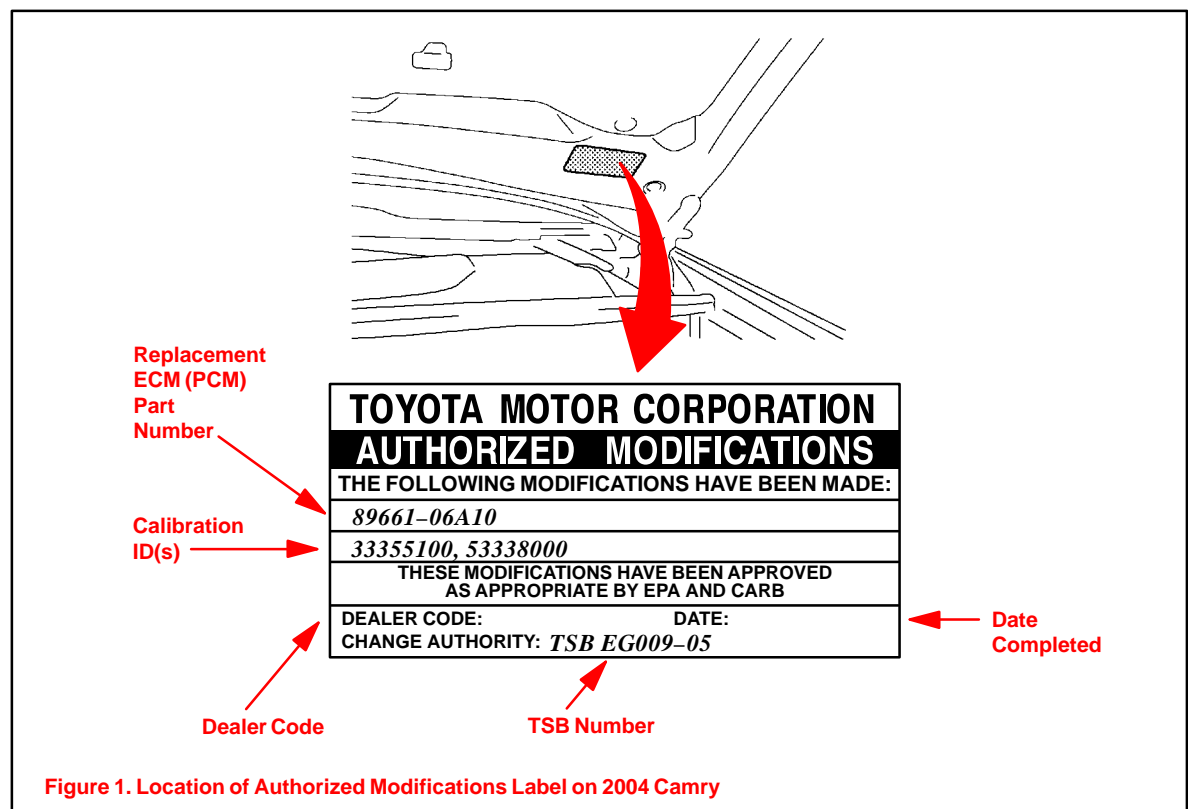 Replacement
ECM (PCM)
Part
Number
TOYOTA MOTOR CORPORATION
AUTHORIZED MODIFICATIONS
THE FOLLOWING MODIFICATIONS HAVE BEEN MADE:
89661–06A10
Calibration
ID(s)
33355100, 53338000
THESE MODIFICATIONS HAVE BEEN APPROVED
AS APPROPRIATE BY EPA AND CARB
DEALER CODE: DATE:
CHANGE AUTHORITY: TSB EG009–05
Date
Completed
Dealer Code
TSB Number
Figure 1. Location of Authorized Modifications Label on 2004 Camry